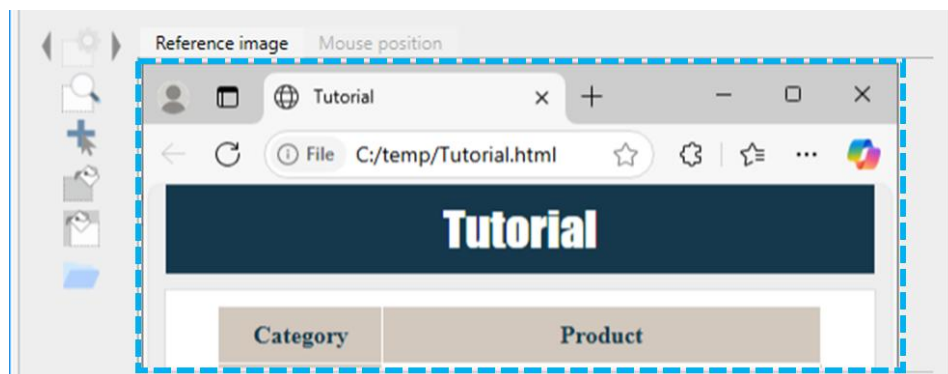 Reference image Mouse position
Tutorial
File C:/temp/Tutorial.html
Tutorial
Category Product